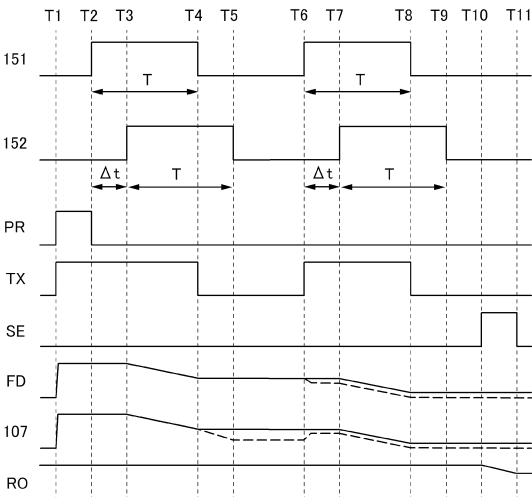 T1 T2 T3 T4 T5 T6 T7 T8 T9 T10 T11
151
T T
152
Δt T Δt T
PR
TX
SE
FD
107
RO